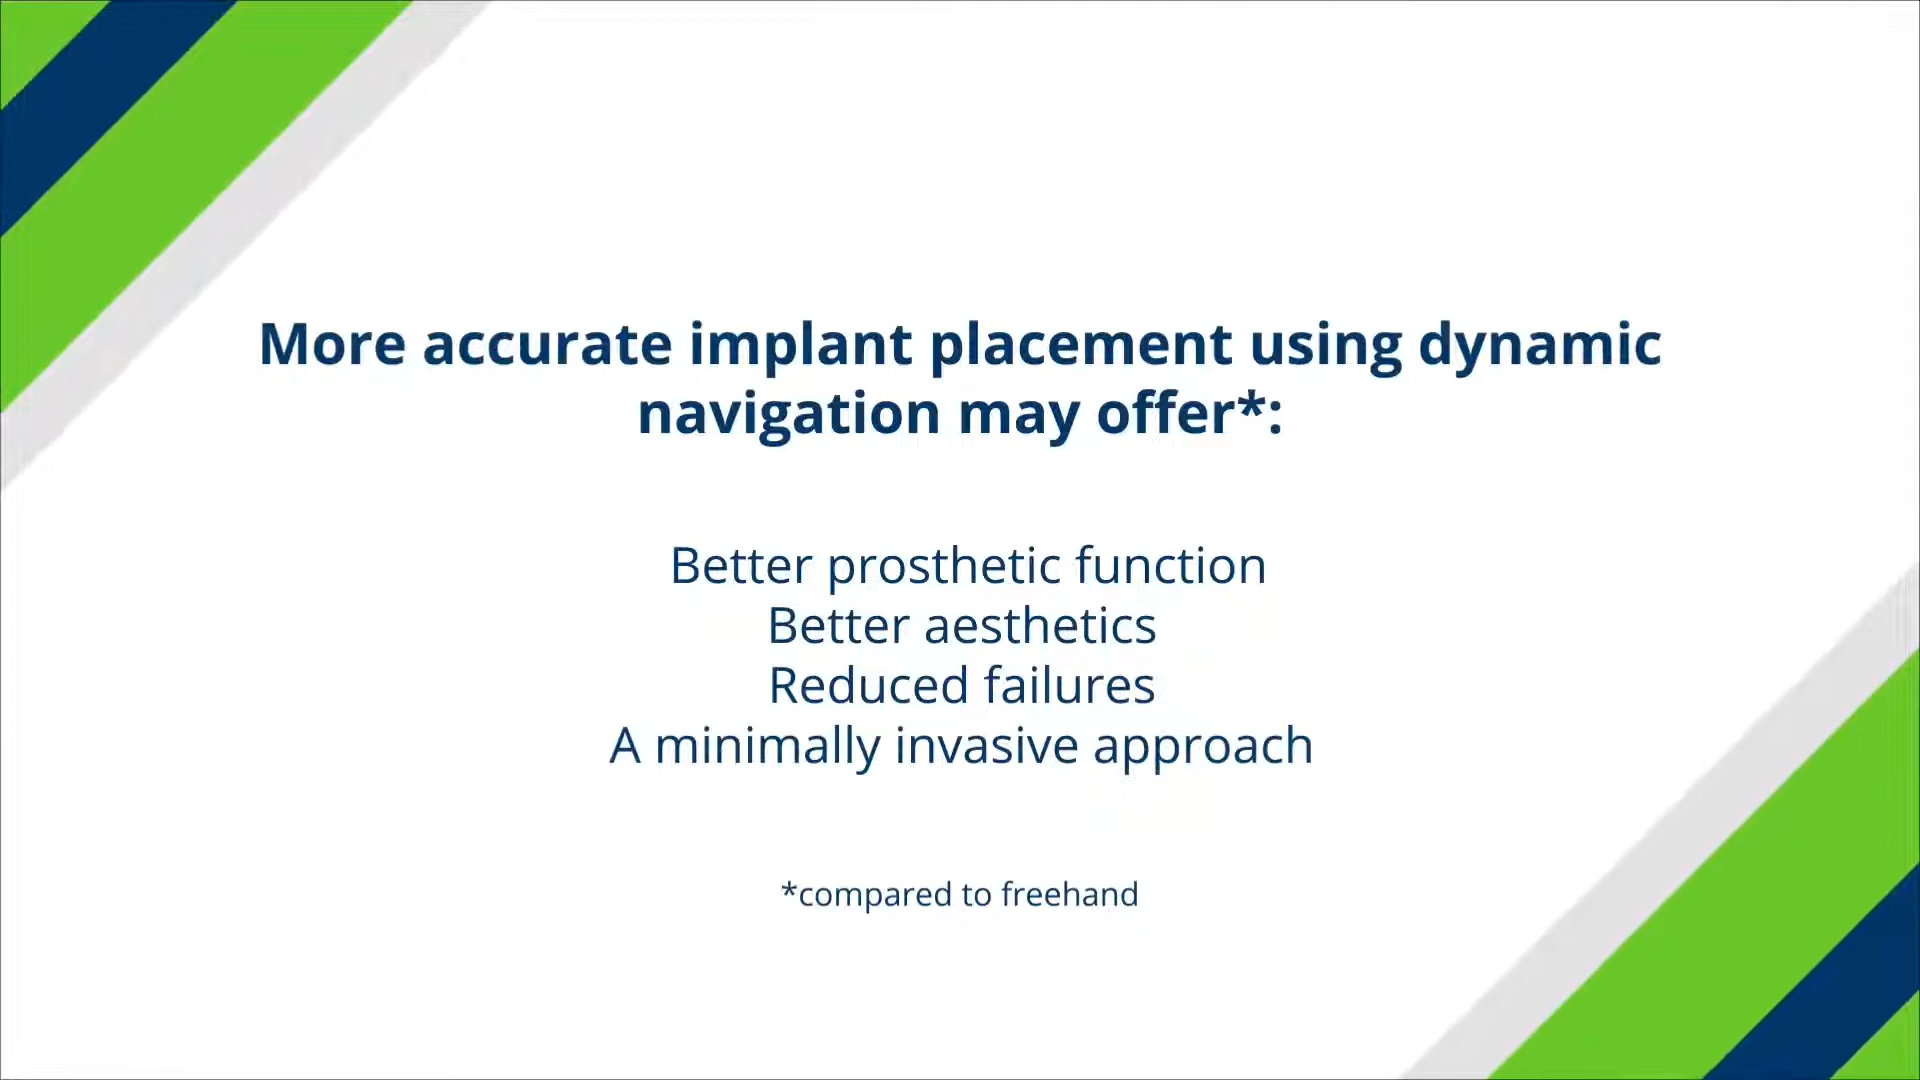 More accurate implant placement using dynamic
navigation may offer*:
Better prosthetic function
Better aesthetics
Reduced failures
A minimally invasive approach
*compared to freehand